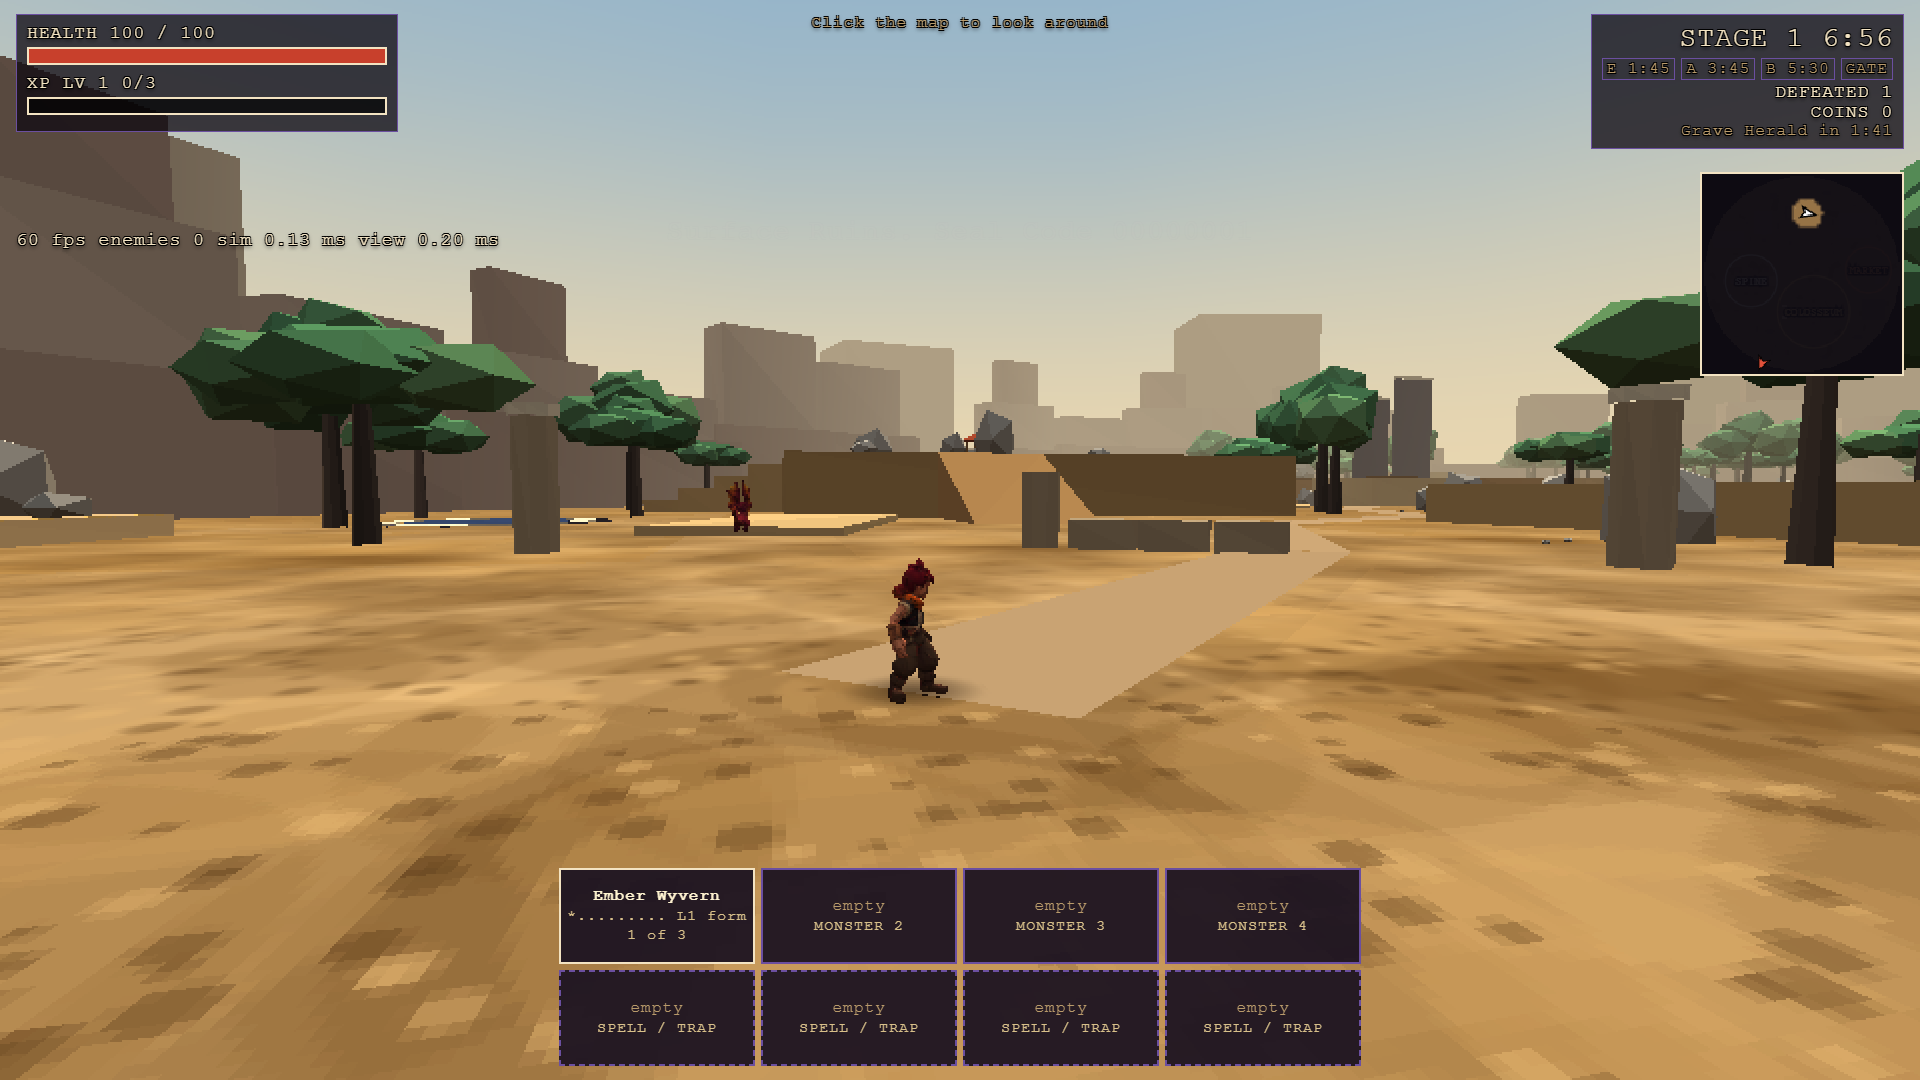 HEALTH 100 / 100
XP LV 1 0/3
Click the map to look around
STAGE 1 6:56
E 1:45 A 3:45 B 5:30 GATE
DEFEATED 1
COINS 0
Grave Herald in 1:41
60 fps enemies 0 sim 0.13 ms view 0.20 ms
Ember Wyvern
*......... L1 form
1 of 3
empty
MONSTER 2
empty
MONSTER 3
empty
MONSTER 4
empty
SPELL / TRAP
empty
SPELL / TRAP
empty
SPELL / TRAP
empty
SPELL / TRAP